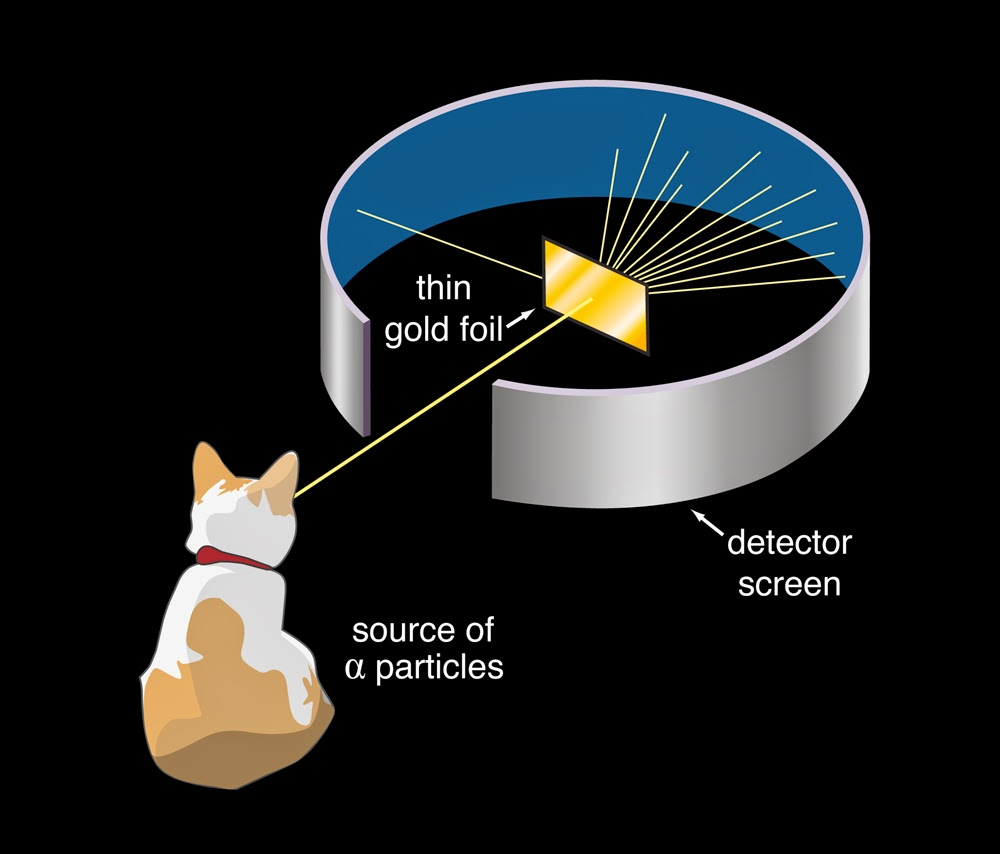 thin
gold foil
detector
screen
source of
α particles